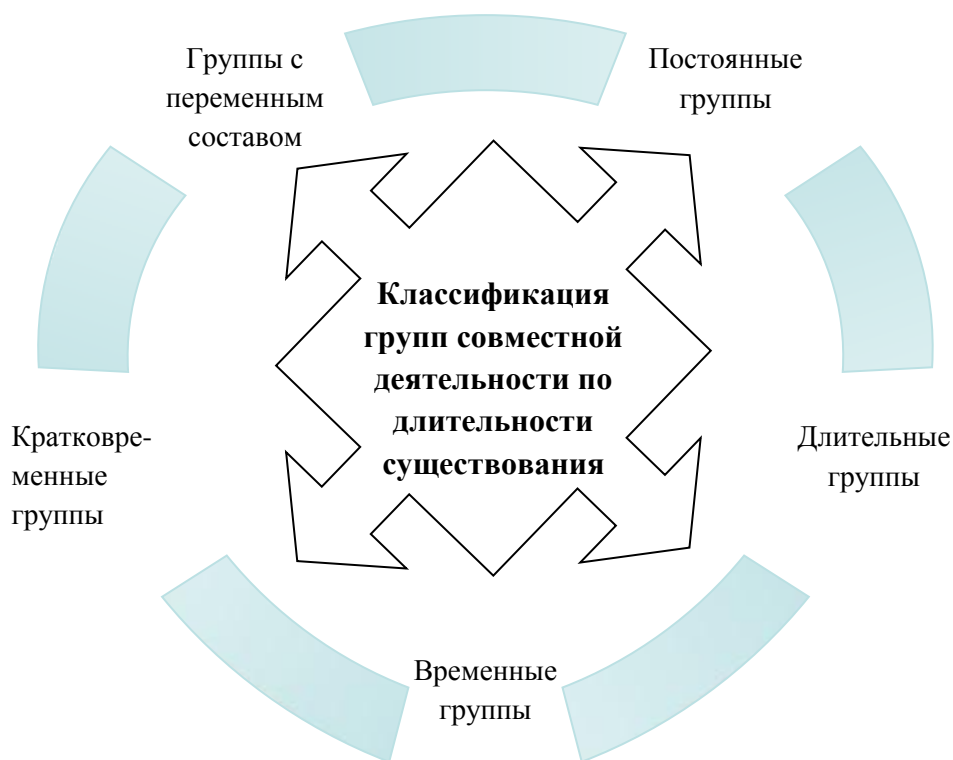 Группы с
переменным
составом
Постоянные
группы
Классификация
групп совместной
деятельности по
длительности
существования
Кратковре-
менные
группы
Длительные
группы
Временные
группы